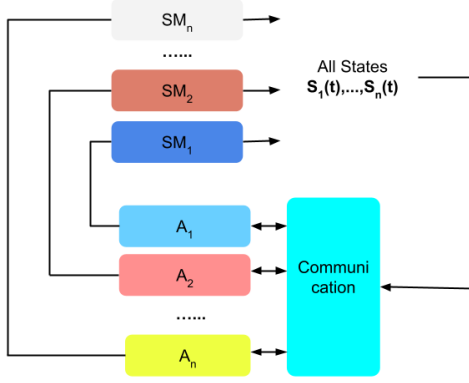 SMₙ
…...
SM₂
SM₁
All States
S₁(t),...,Sₙ(t)
A₁
A₂
…...
Aₙ
Communi
cation